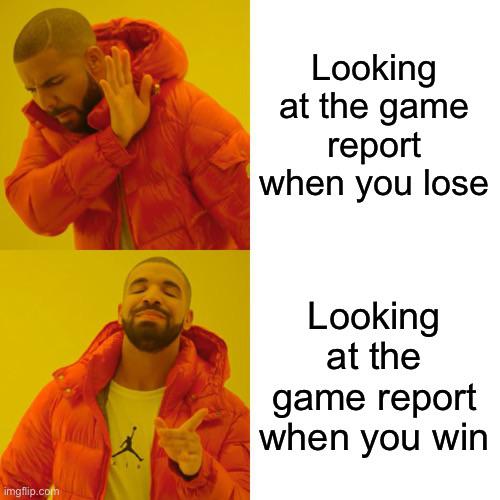 Looking
at the game
report
when you lose
Looking
at the
game report
when you win
imgflip.com